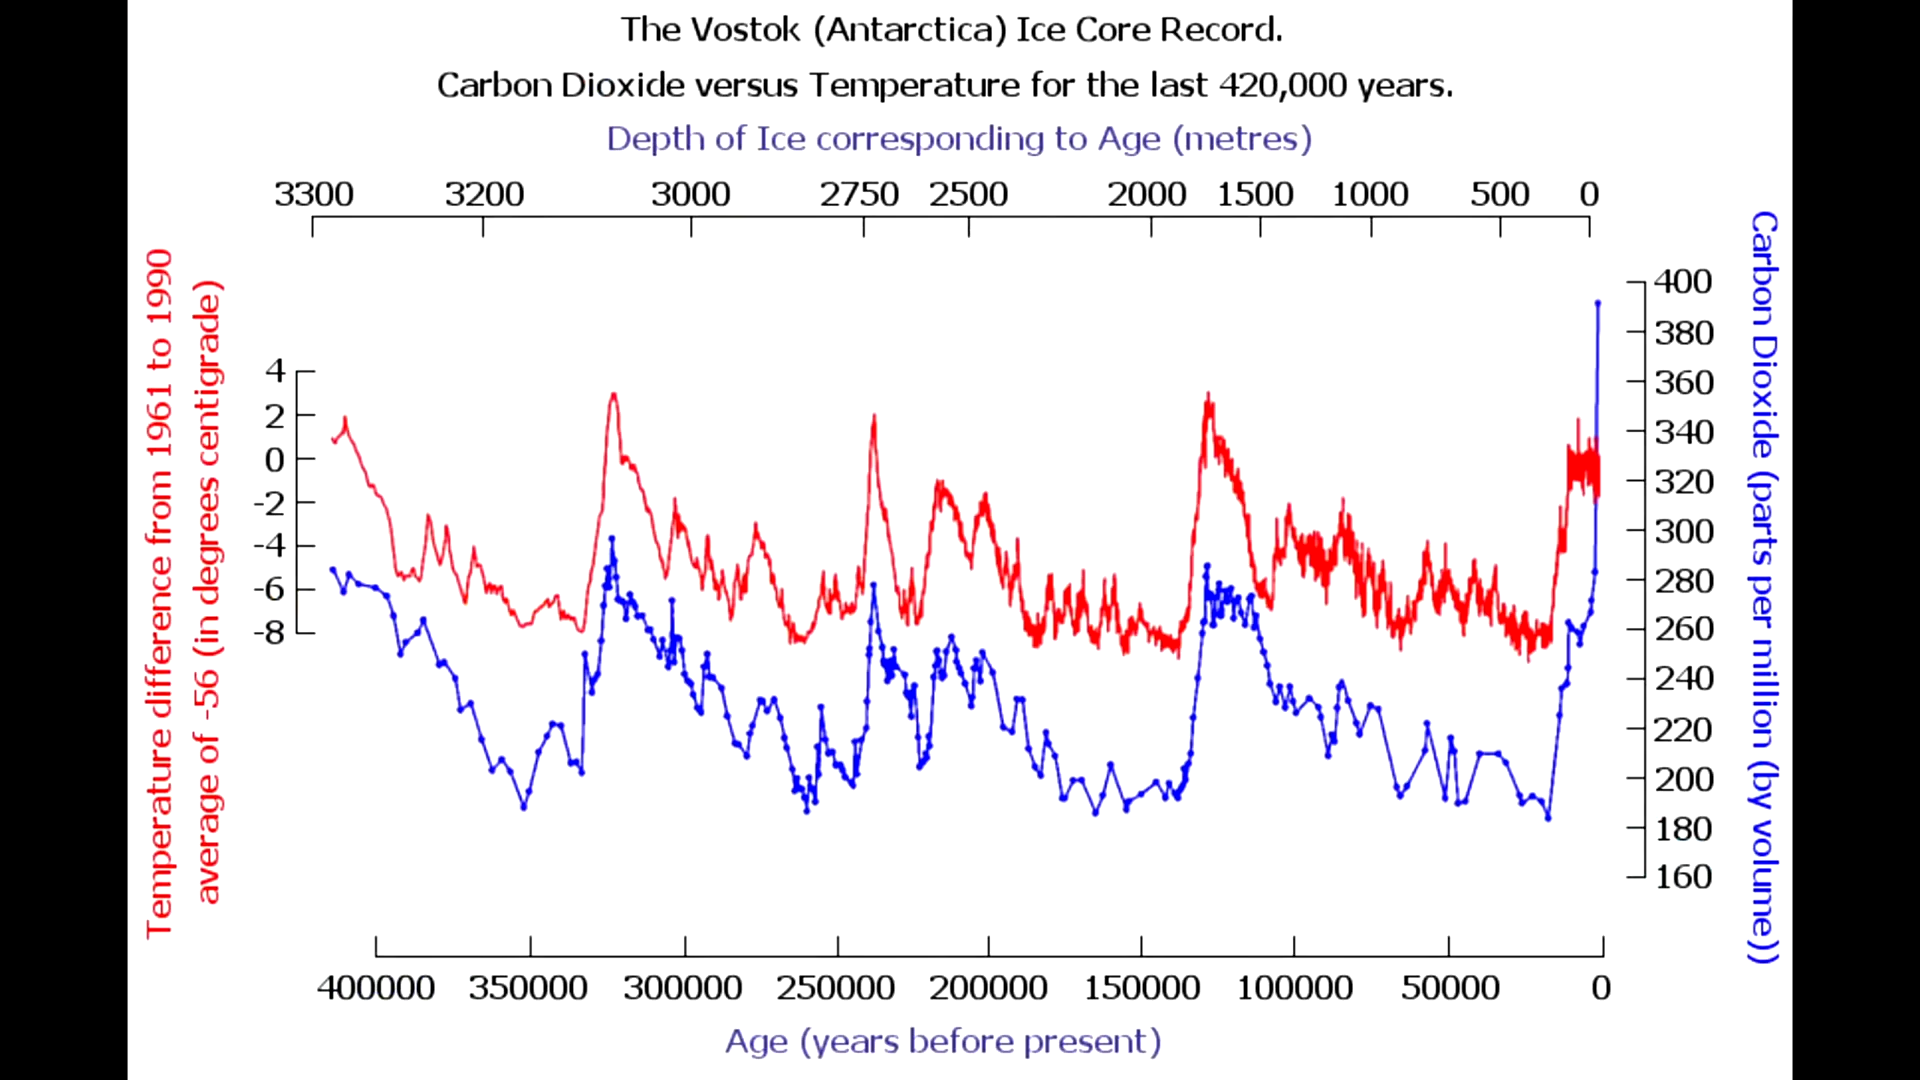 The Vostok (Antarctica) Ice Core Record.
Carbon Dioxide versus Temperature for the last 420,000 years.
Depth of Ice corresponding to Age (metres)
3300 3200 3000 2750 2500 2000 1500 1000 500 0
Temperature difference from 1961 to 1990
average of -56 (in degrees centigrade)
4
2
0
-2
-4
-6
-8
400
380
360
340
320
300
280
260
240
220
200
180
160
Carbon Dioxide (parts per million (by volume))
400000 350000 300000 250000 200000 150000 100000 50000 0
Age (years before present)